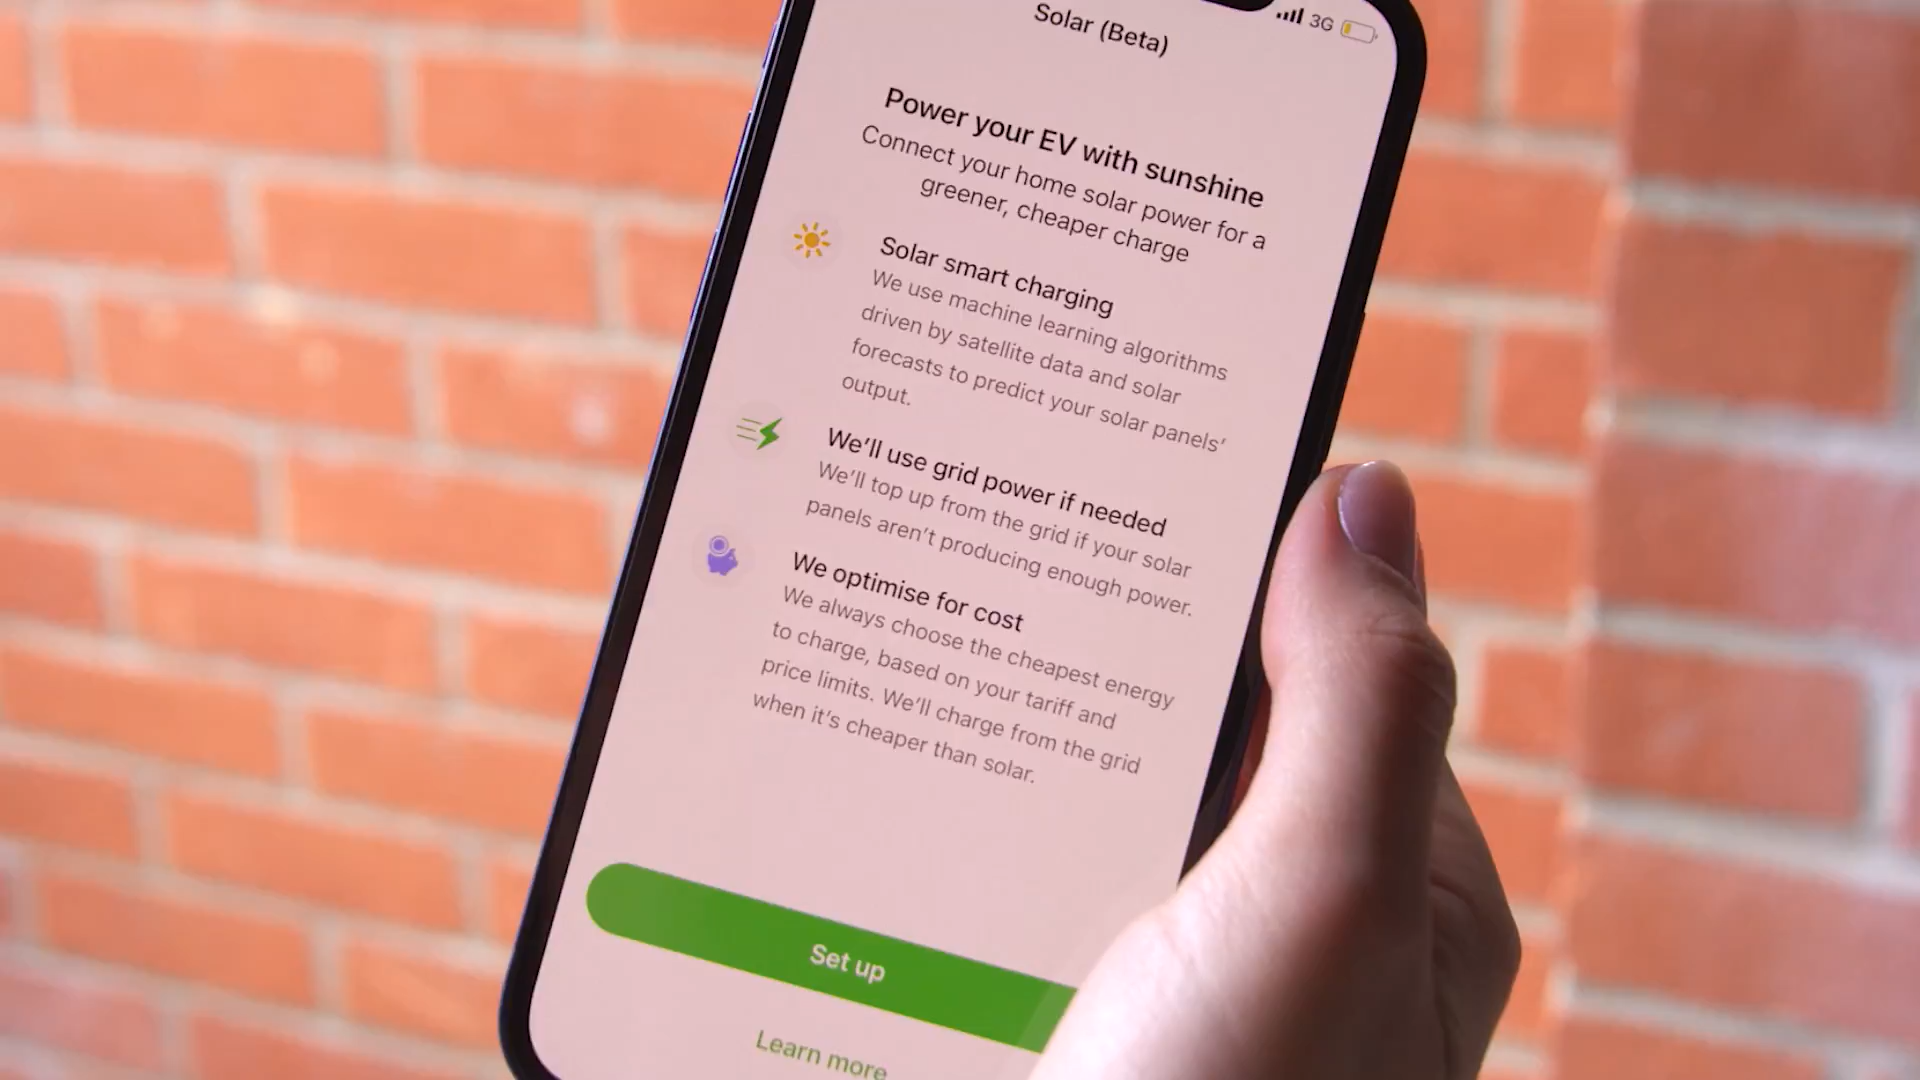 3G
Solar (Beta)
Power your EV with sunshine
Connect your home solar power for a
greener, cheaper charge
Solar smart charging
We use machine learning algorithms
driven by satellite data and solar
forecasts to predict your solar panels’
output.
We’ll use grid power if needed
We’ll top up from the grid if your solar
panels aren’t producing enough power.
We optimise for cost
We always choose the cheapest energy
to charge, based on your tariff and
price limits. We’ll charge from the grid
when it’s cheaper than solar.
Set up
Learn more